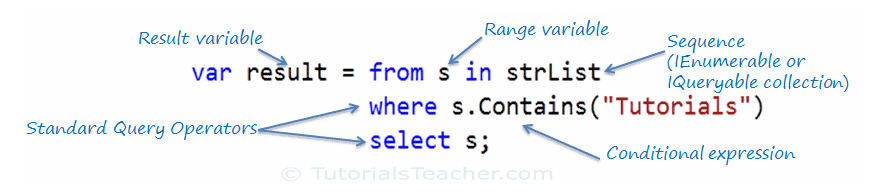 Result variable
Range variable
Sequence
(IEnumerable or
IQueryable collection)
var result = from s in strList
where s.Contains("Tutorials")
Standard Query Operators
select s;
Conditional expression
© TutorialsTeacher.com